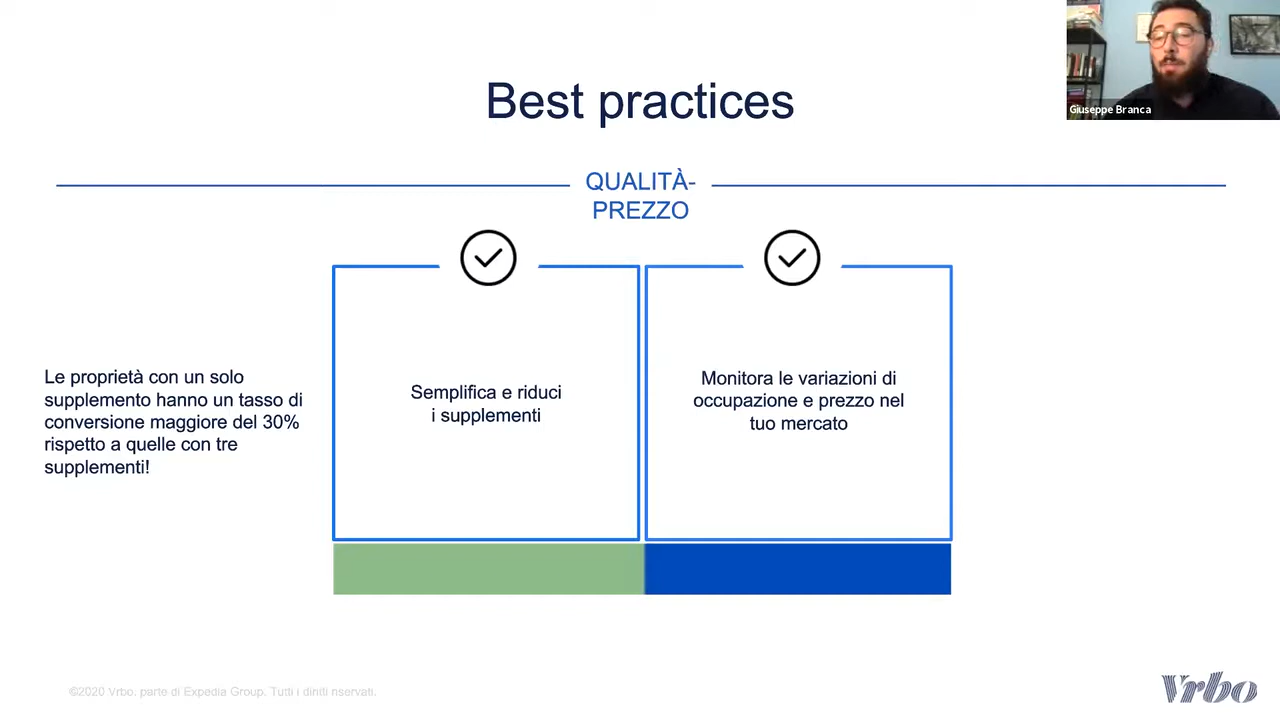 Giuseppe Branca
Best practices
QUALITÀ-
PREZZO
Le proprietà con un solo
supplemento hanno un tasso di
conversione maggiore del 30%
rispetto a quelle con tre
supplementi!
Semplifica e riduci
i supplementi
Monitora le variazioni di
occupazione e prezzo nel
tuo mercato
©2020 Vrbo, parte di Expedia Group. Tutti i diritti riservati.
Vrbo